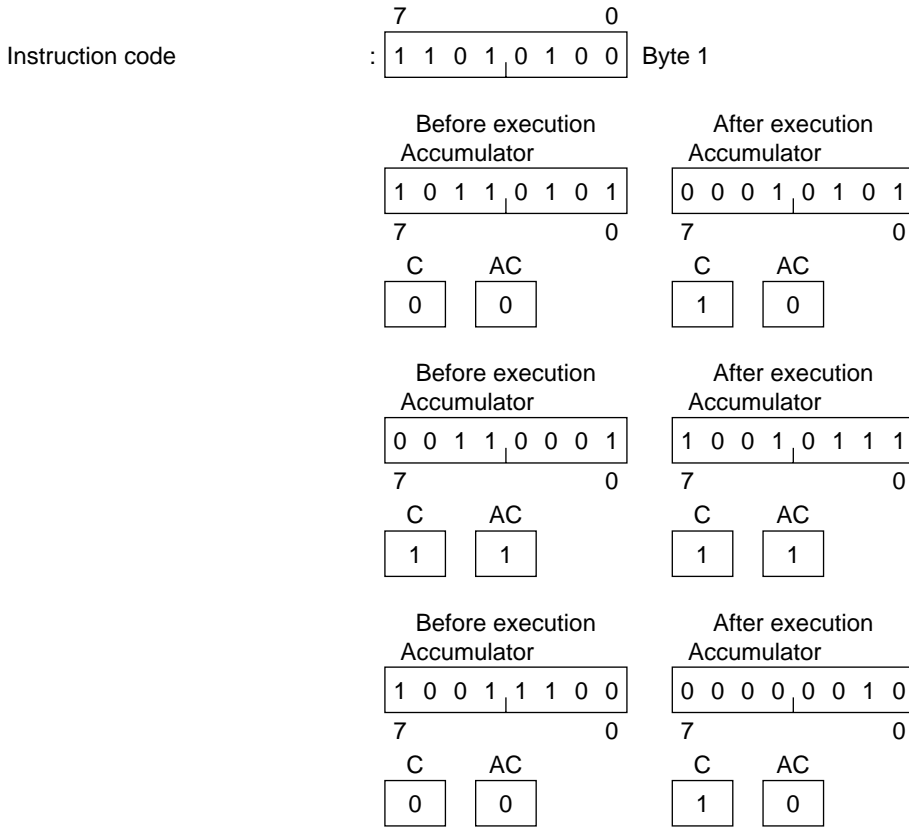 7 0
Instruction code : 1 1 0 1 0 1 0 0 Byte 1
Before execution After execution
Accumulator Accumulator
1 0 1 1 0 1 0 1 0 0 0 1 0 1 0 1
7 0 7 0
C AC C AC
0 0 1 0
Before execution After execution
Accumulator Accumulator
0 0 1 1 0 0 0 1 1 0 0 1 0 1 1 1
7 0 7 0
C AC C AC
1 1 1 1
Before execution After execution
Accumulator Accumulator
1 0 0 1 1 1 0 0 0 0 0 0 0 0 1 0
7 0 7 0
C AC C AC
0 0 1 0